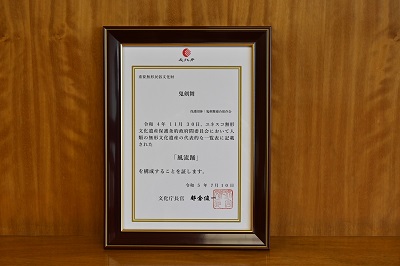 文化庁
重要無形民俗文化財
鬼剣舞
令和４年１１月３０日、ユネスコ無形
文化遺産保護条約政府間委員会において人
類の無形文化遺産の代表的な一覧表に記載
された
「風流踊」
を構成することを証します。
令和５年７月１０日
文化庁長官 都倉俊一